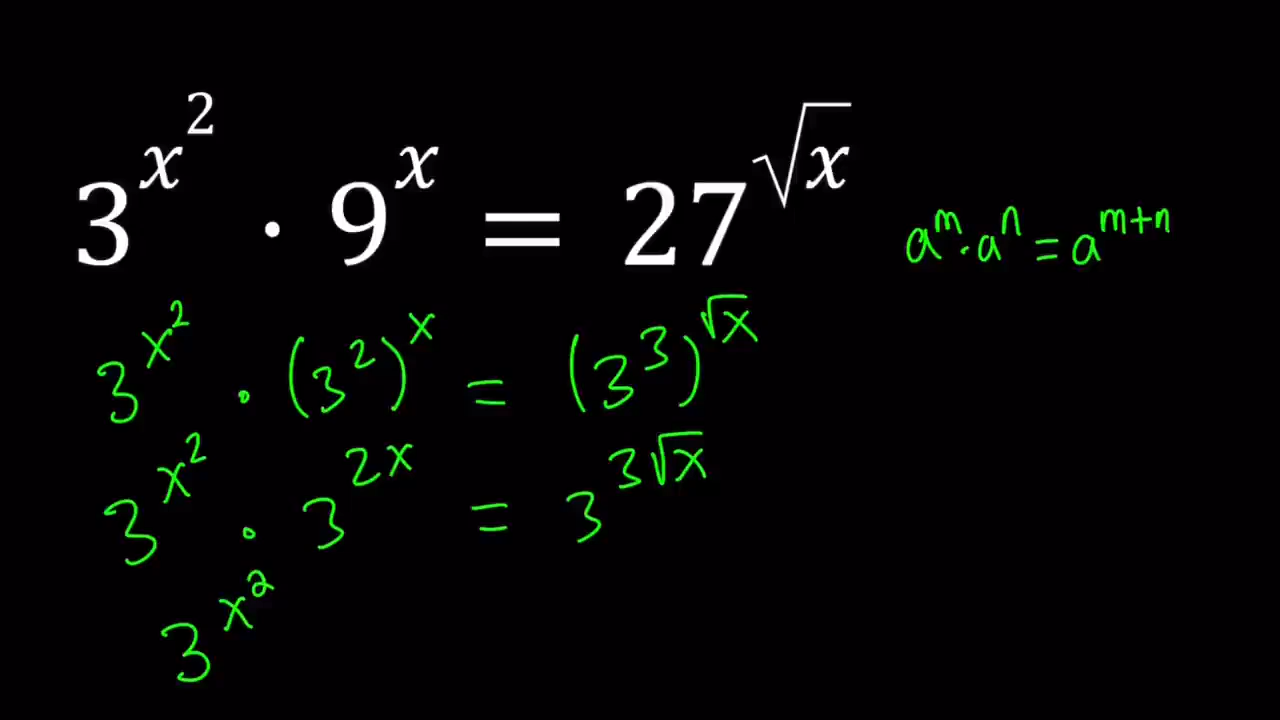 3^{x^2} · 9^x = 27^{√x}
a^m · a^n = a^{m+n}
3^{x^2} · (3^2)^x = (3^3)^{√x}
3^{x^2} · 3^{2x} = 3^{3√x}
3^{x^2}